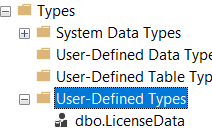 Types
System Data Types
User-Defined Data Type
User-Defined Table Typ
User-Defined Types
dbo.LicenseData